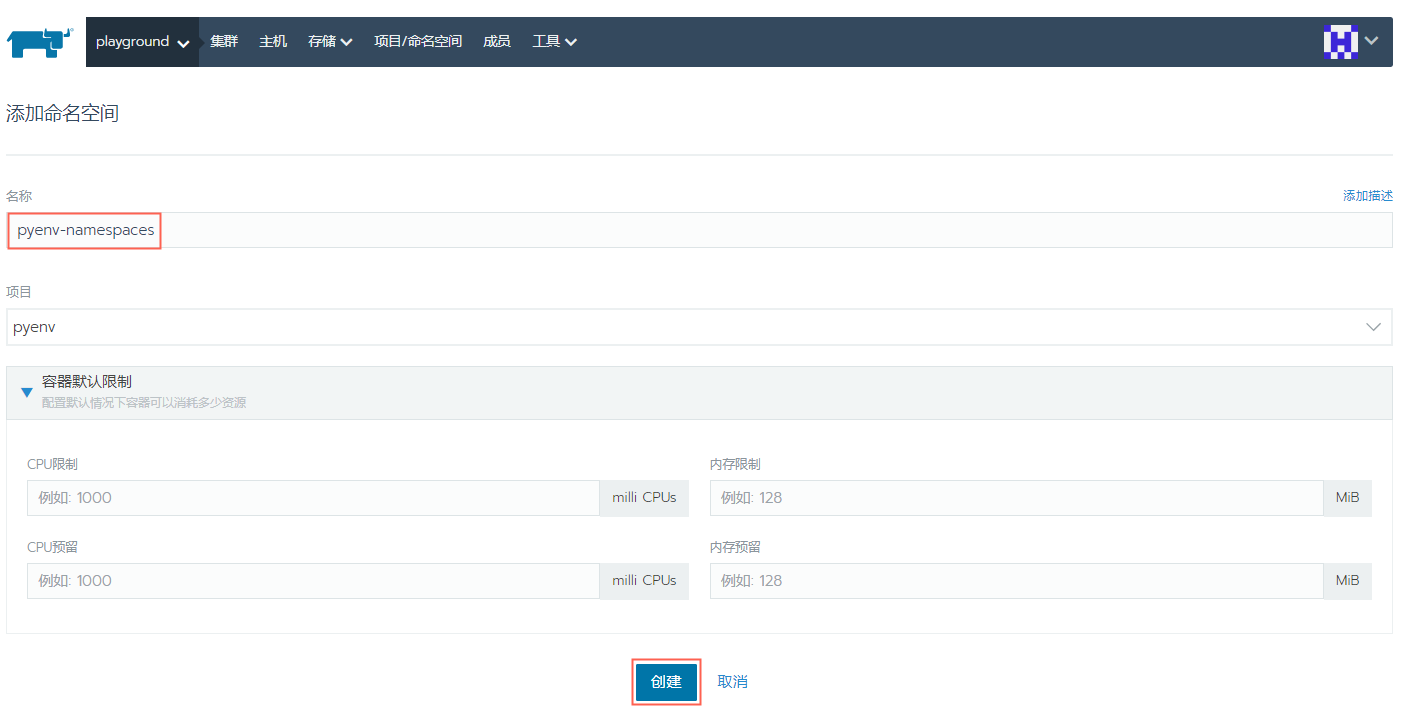 playground 集群 主机 存储 项目/命名空间 成员 工具
添加命名空间
名称 添加描述
pyenv-namespaces
项目
pyenv
容器默认限制
配置默认情况下容器可以消耗多少资源
CPU限制 内存限制
例如: 1000 milli CPUs 例如: 128 MiB
CPU预留 内存预留
例如: 1000 milli CPUs 例如: 128 MiB
创建 取消